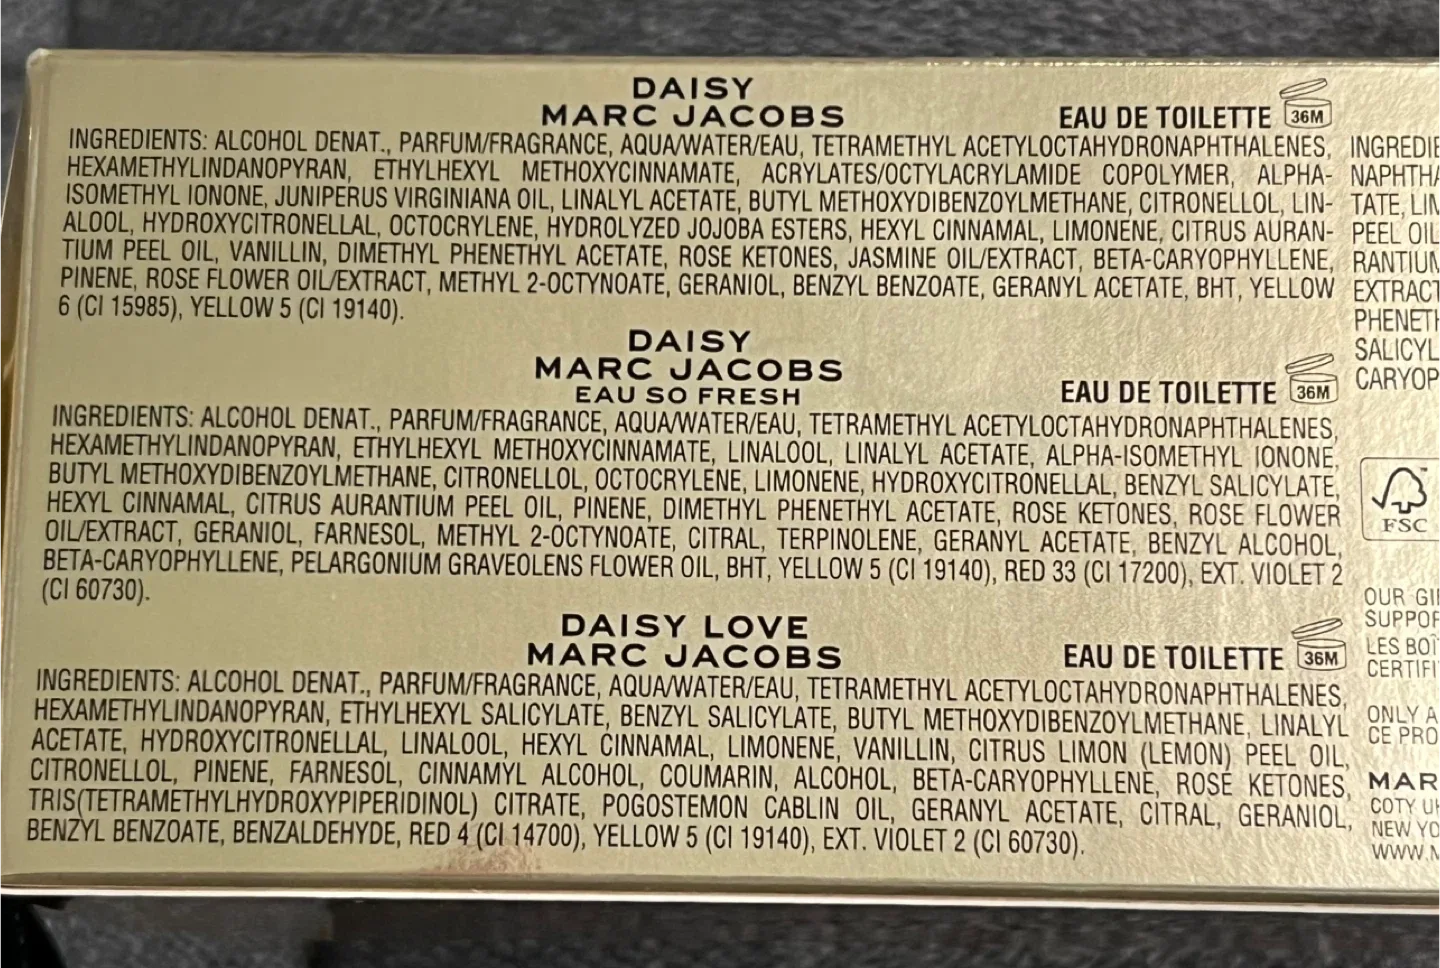 DAISY
MARC JACOBS
EAU DE TOILETTE 36M
INGREDIENTS: ALCOHOL DENAT., PARFUM/FRAGRANCE, AQUA/WATER/EAU, TETRAMETHYL ACETYLOCTAHYDRONAPHTHALENES,
HEXAMETHYLINDANOPYRAN, ETHYLHEXYL METHOXYCINNAMATE, ACRYLATES/OCTYLACRYLAMIDE COPOLYMER, ALPHA-
ISOMETHYL IONONE, JUNIPERUS VIRGINIANA OIL, LINALYL ACETATE, BUTYL METHOXYDIBENZOYLMETHANE, CITRONELLOL, LIN-
ALOOL, HYDROXYCITRONELLAL, OCTOCRYLENE, HYDROLYZED JOJOBA ESTERS, HEXYL CINNAMAL, LIMONENE, CITRUS AURAN-
TIUM PEEL OIL, VANILLIN, DIMETHYL PHENETHYL ACETATE, ROSE KETONES, JASMINE OIL/EXTRACT, BETA-CARYOPHYLLENE,
PINENE, ROSE FLOWER OIL/EXTRACT, METHYL 2-OCTYNOATE, GERANIOL, BENZYL BENZOATE, GERANYL ACETATE, BHT, YELLOW
6 (CI 15985), YELLOW 5 (CI 19140).
DAISY
MARC JACOBS
EAU SO FRESH
EAU DE TOILETTE 36M
INGREDIENTS: ALCOHOL DENAT., PARFUM/FRAGRANCE, AQUA/WATER/EAU, TETRAMETHYL ACETYLOCTAHYDRONAPHTHALENES,
HEXAMETHYLINDANOPYRAN, ETHYLHEXYL METHOXYCINNAMATE, LINALOOL, LINALYL ACETATE, ALPHA-ISOMETHYL IONONE,
BUTYL METHOXYDIBENZOYLMETHANE, CITRONELLOL, OCTOCRYLENE, LIMONENE, HYDROXYCITRONELLAL, BENZYL SALICYLATE,
HEXYL CINNAMAL, CITRUS AURANTIUM PEEL OIL, PINENE, DIMETHYL PHENETHYL ACETATE, ROSE KETONES, ROSE FLOWER
OIL/EXTRACT, GERANIOL, FARNESOL, METHYL 2-OCTYNOATE, CITRAL, TERPINOLENE, GERANYL ACETATE, BENZYL ALCOHOL,
BETA-CARYOPHYLLENE, PELARGONIUM GRAVEOLENS FLOWER OIL, BHT, YELLOW 5 (CI 19140), RED 33 (CI 17200), EXT. VIOLET 2
(CI 60730).
DAISY LOVE
MARC JACOBS
EAU DE TOILETTE 36M
INGREDIENTS: ALCOHOL DENAT., PARFUM/FRAGRANCE, AQUA/WATER/EAU, TETRAMETHYL ACETYLOCTAHYDRONAPHTHALENES,
HEXAMETHYLINDANOPYRAN, ETHYLHEXYL SALICYLATE, BENZYL SALICYLATE, BUTYL METHOXYDIBENZOYLMETHANE, LINALYL
ACETATE, HYDROXYCITRONELLAL, LINALOOL, HEXYL CINNAMAL, LIMONENE, VANILLIN, CITRUS LIMON (LEMON) PEEL OIL,
CITRONELLOL, PINENE, FARNESOL, CINNAMYL ALCOHOL, COUMARIN, ALCOHOL, BETA-CARYOPHYLLENE, ROSE KETONES,
TRIS(TETRAMETHYLHYDROXYPIPERIDINOL) CITRATE, POGOSTEMON CABLIN OIL, GERANYL ACETATE, CITRAL, GERANIOL,
BENZYL BENZOATE, BENZALDEHYDE, RED 4 (CI 14700), YELLOW 5 (CI 19140), EXT. VIOLET 2 (CI 60730).
TATE,
PEEL OIL
FSC
OUR
LES
ONLY
CE
COTY
NEW